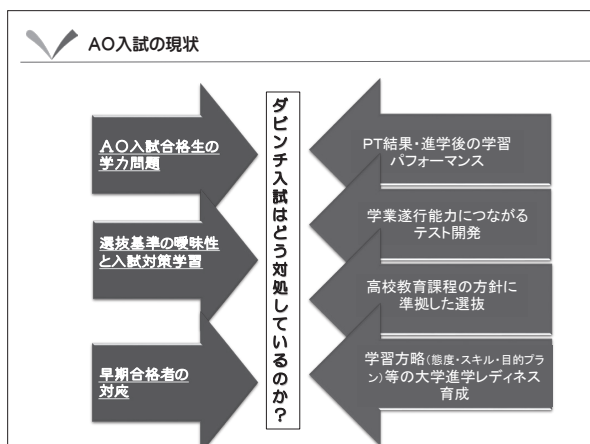 AO入試の現状
AO入試合格生の
学力問題
選抜基準の曖昧性
と入試対策学習
早期合格者の
対応
ダビンチ入試はどう対処しているのか?
PT結果・進学後の学習
パフォーマンス
学業遂行能力につながる
テスト開発
高校教育課程の方針に
準拠した選抜
学習方略(態度・スキル・目的プラ
ン)等の大学進学レディネス
育成